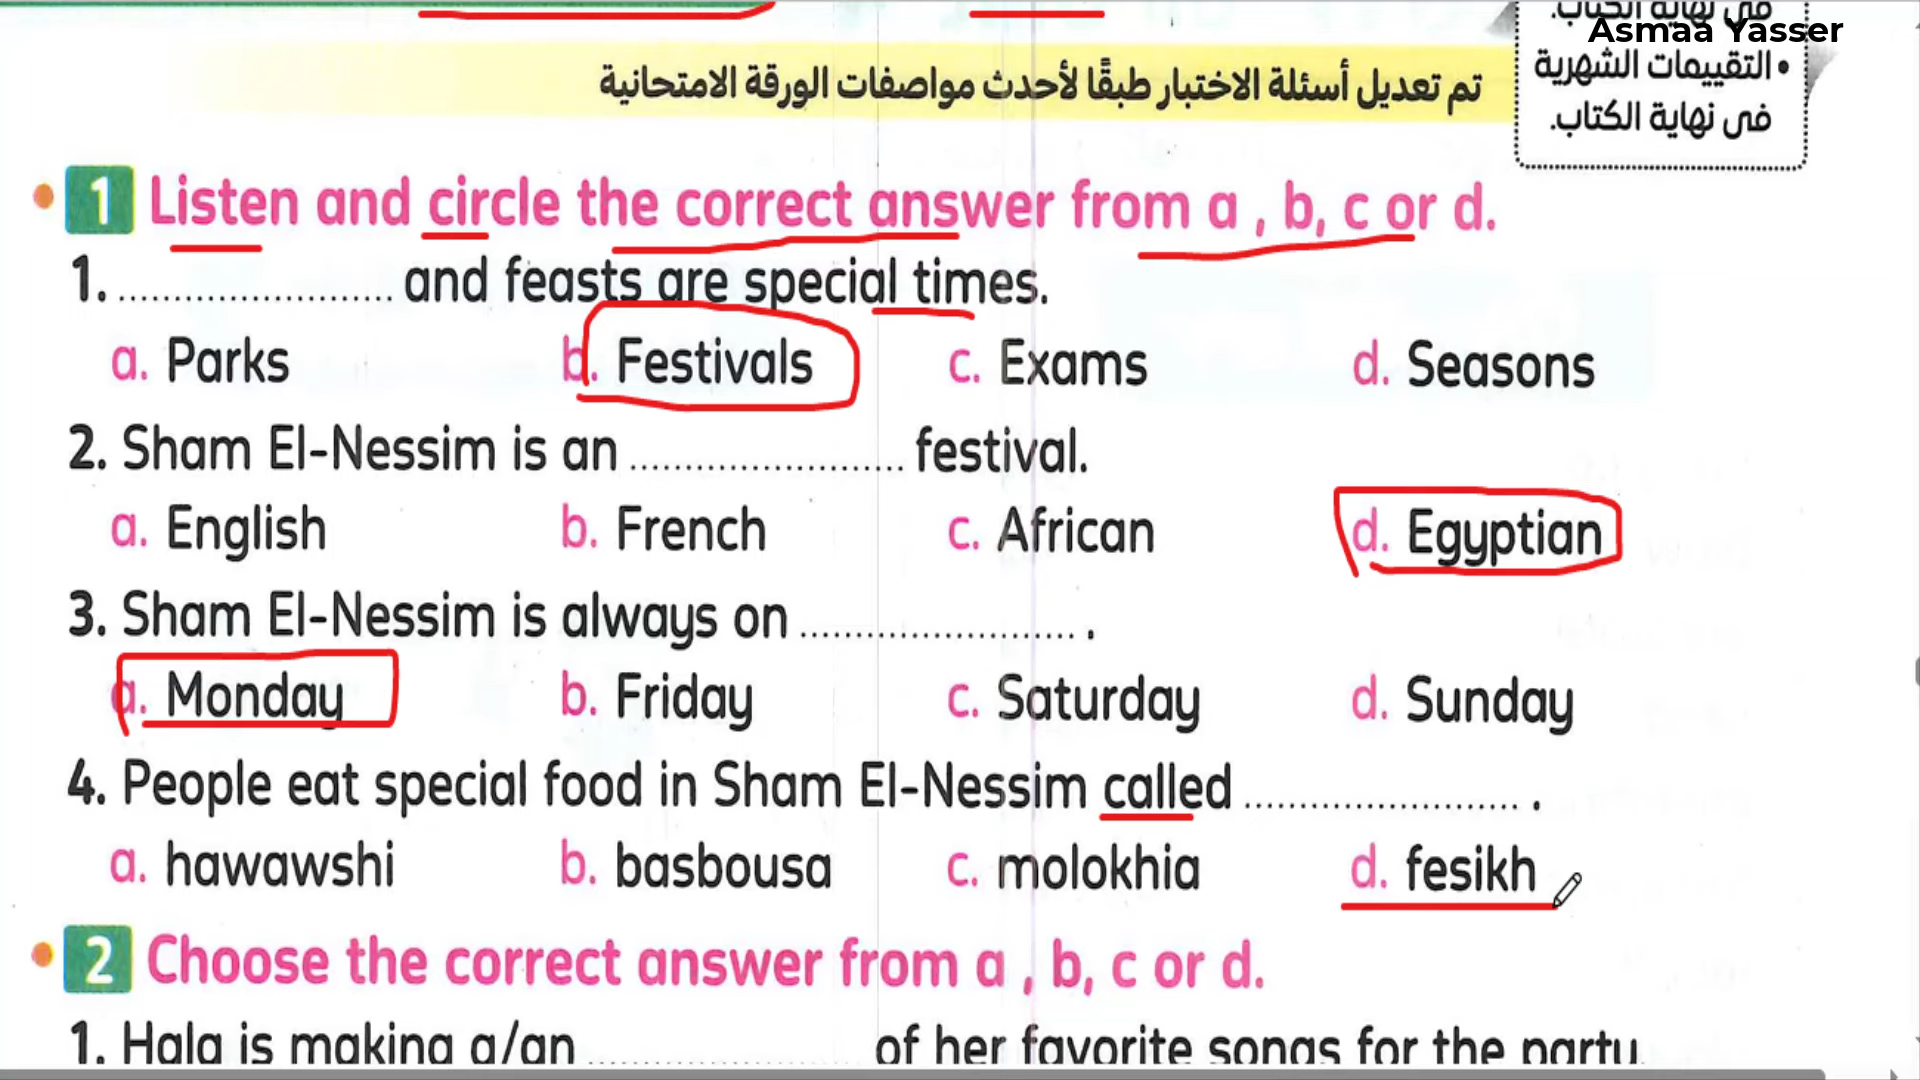 فى نهاية الكتاب.
Asmaa Yasser
• التقييمات الشهرية
فى نهاية الكتاب.
تم تعديل أسئلة الاختبار طبقًا لأحدث مواصفات الورقة الامتحانية
1 Listen and circle the correct answer from a , b, c or d.
1. ........................ and feasts are special times.
a. Parks b. Festivals c. Exams d. Seasons
2. Sham El-Nessim is an ........................ festival.
a. English b. French c. African d. Egyptian
3. Sham El-Nessim is always on ........................ .
a. Monday b. Friday c. Saturday d. Sunday
4. People eat special food in Sham El-Nessim called ........................ .
a. hawawshi b. basbousa c. molokhia d. fesikh
2 Choose the correct answer from a , b, c or d.
1. Hala is making a/an ........................ of her favorite songs for the party.